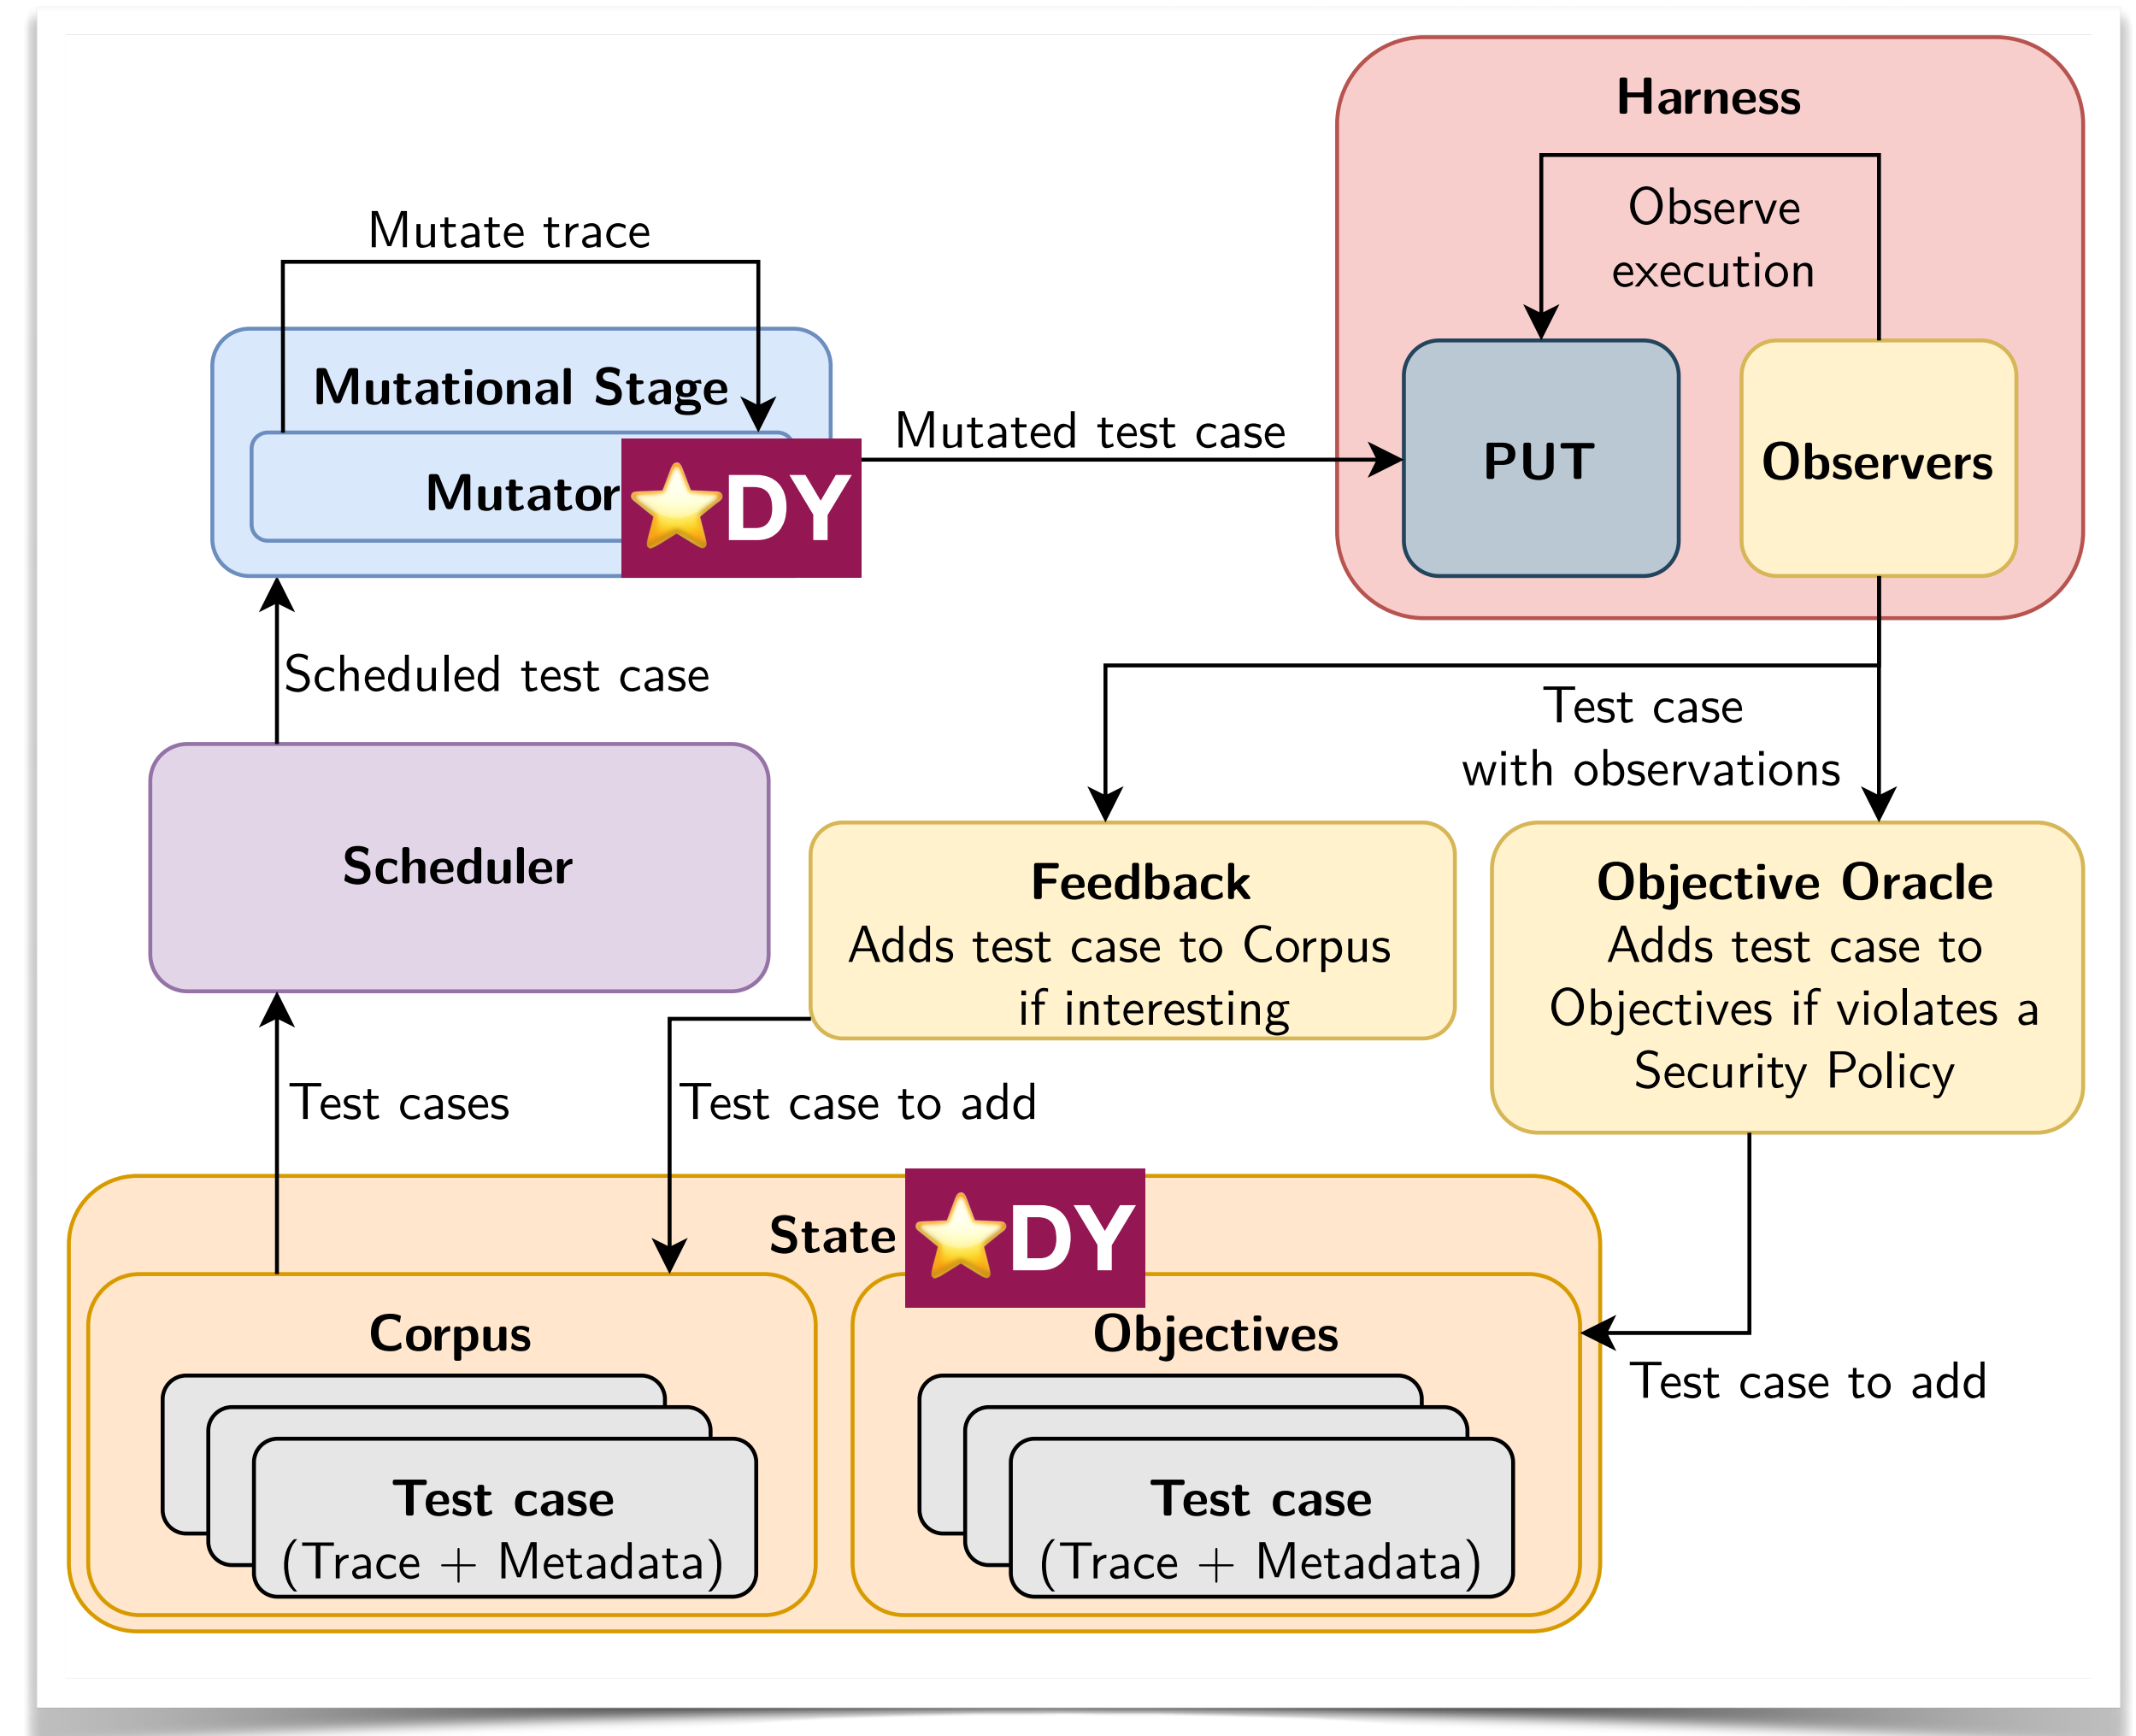 Harness
Observe
execution
Mutate trace
Mutational Stage
Mutator
⭐DY
Mutated test case
PUT
Observers
Scheduled test case
Test case
with observations
Scheduler
Feedback
Adds test case to Corpus
if interesting
Objective Oracle
Adds test case to
Objectives if violates a
Security Policy
Test cases
Test case to add
State
⭐DY
Corpus
Objectives
Test case to add
Test case
(Trace + Metadata)
Test case
(Trace + Metadata)